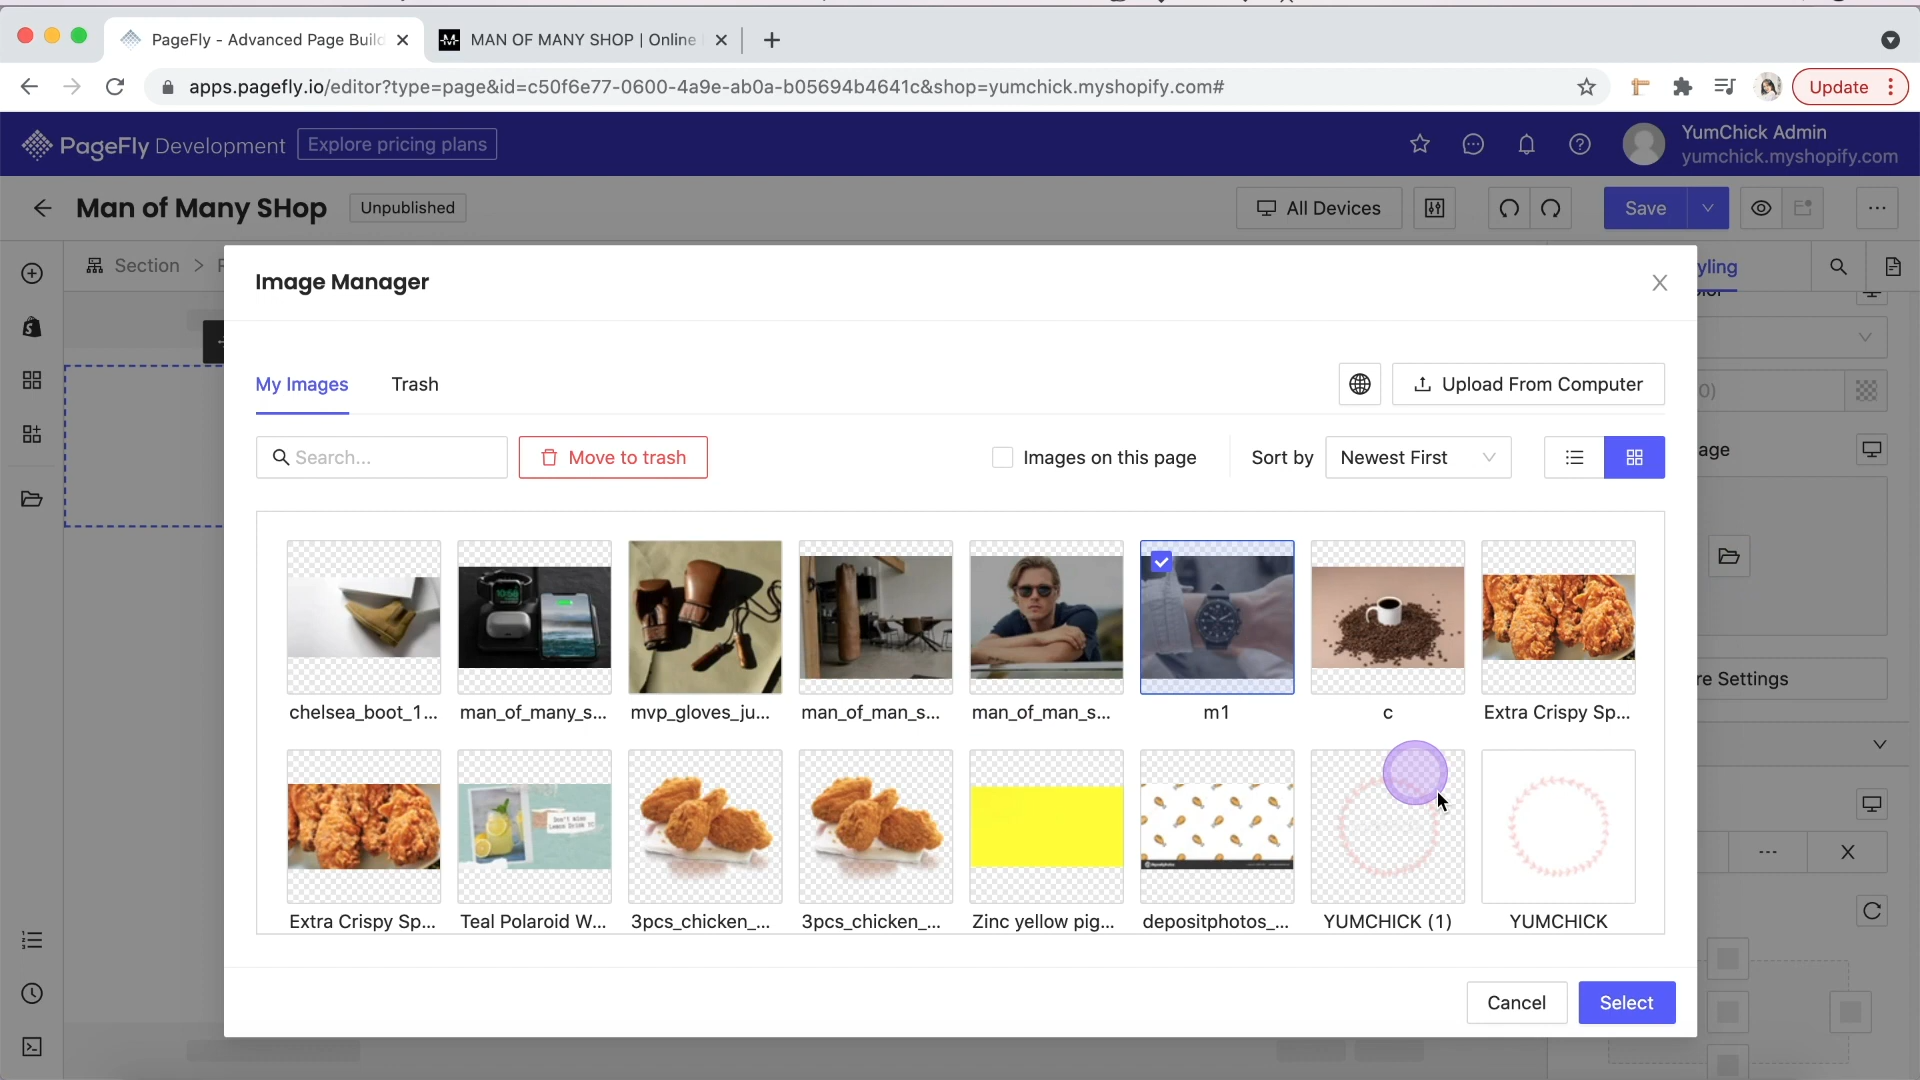 PageFly - Advanced Page Build
MAN OF MANY SHOP | Online
apps.pagefly.io/editor?type=page&id=c50f6e77-0600-4a9e-ab0a-b05694b4641c&shop=yumchick.myshopify.com#
Update
PageFly Development
Explore pricing plans
YumChick Admin
yumchick.myshopify.com
Man of Many SHop
Unpublished
All Devices
Save
Section >
yling
Image Manager
My Images
Trash
Upload From Computer
0)
Search...
Move to trash
Images on this page
Sort by
Newest First
age
chelsea_boot_1...
man_of_many_s...
mvp_gloves_ju...
man_of_man_s...
man_of_man_s...
m1
c
Extra Crispy Sp...
re Settings
Don't Miss
Extra Crispy Sp...
Teal Polaroid W...
3pcs_chicken_...
3pcs_chicken_...
Zinc yellow pig...
depositphotos_...
YUMCHICK (1)
YUMCHICK
Cancel
Select